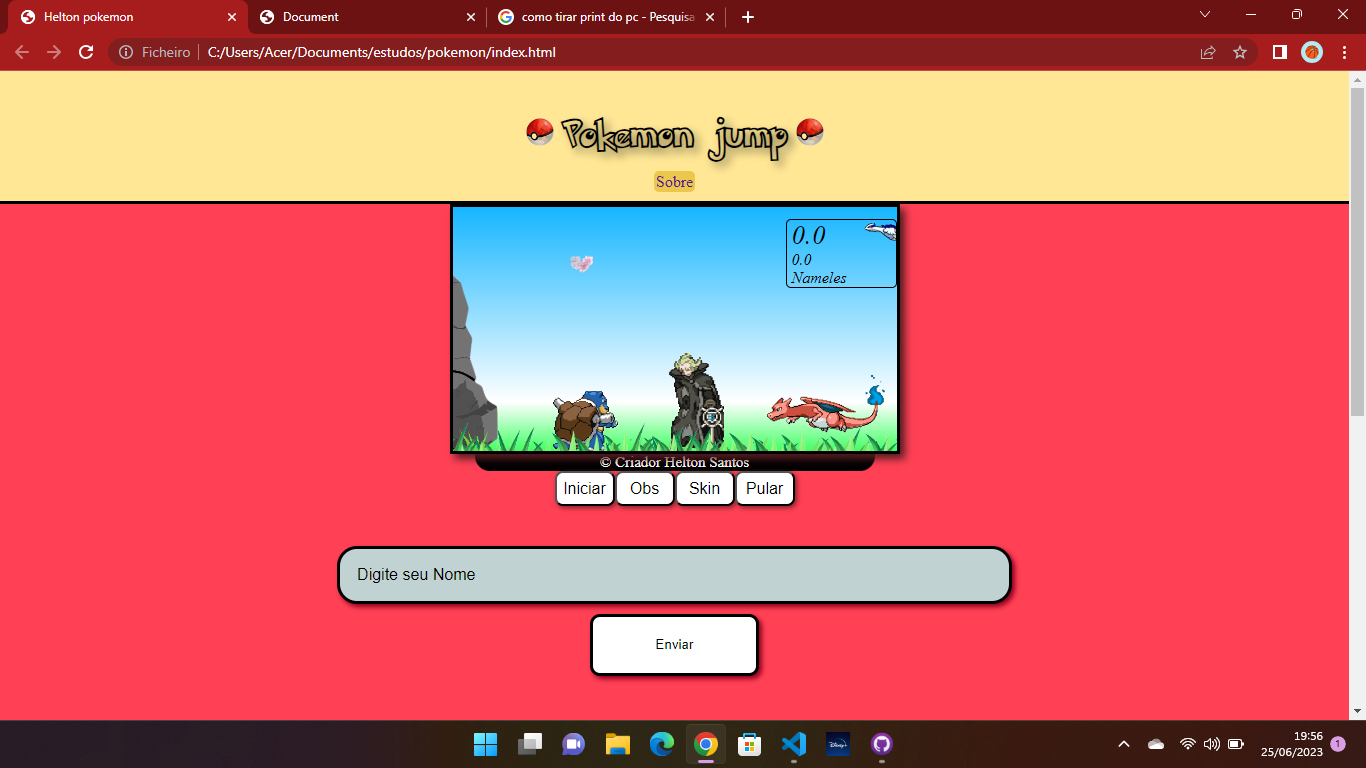 Helton pokemon
Document
como tirar print do pc - Pesquisa
Ficheiro
C:/Users/Acer/Documents/estudos/pokemon/index.html
Pokemon jump
Sobre
0.0
0.0
Nameles
© Criador Helton Santos
Iniciar
Obs
Skin
Pular
Digite seu Nome
Enviar
Disney+
19:56
25/06/2023
1